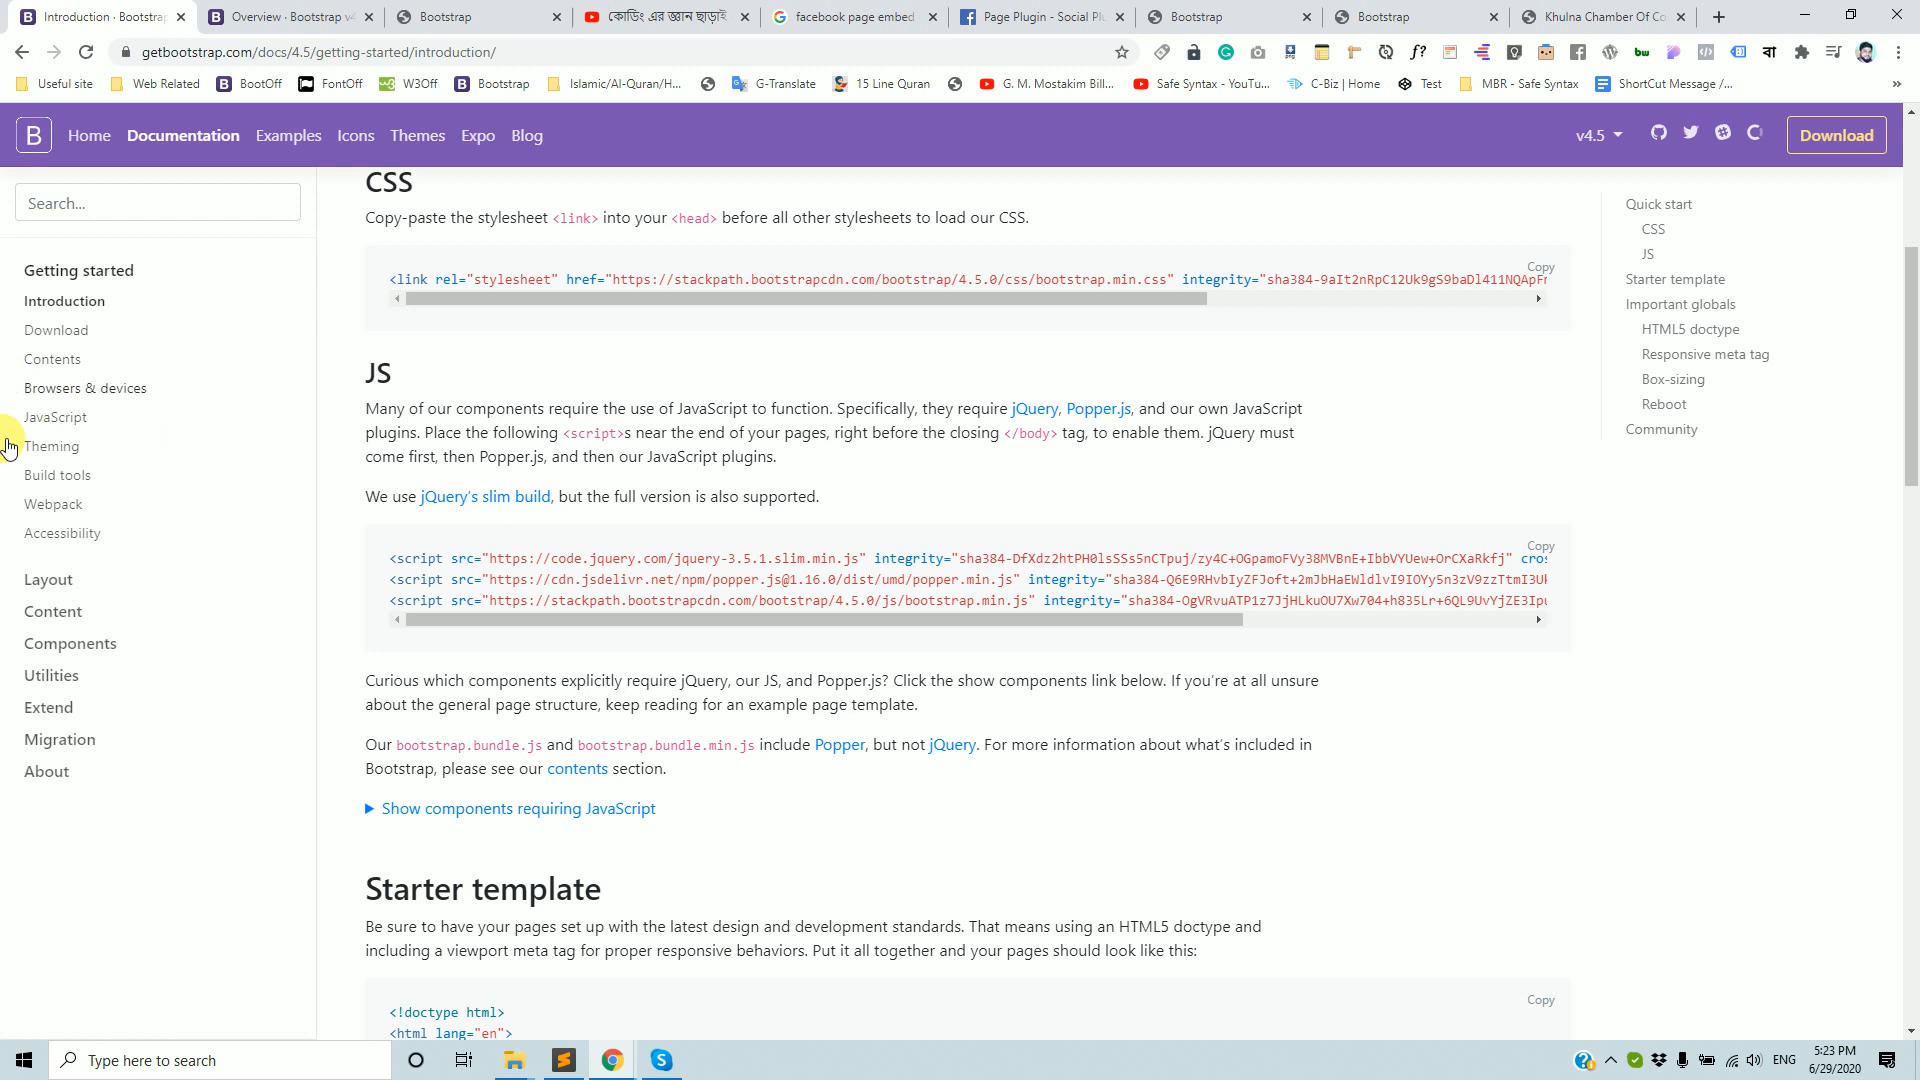 Introduction · Bootstrap
Overview · Bootstrap v4
Bootstrap
কোডিং এর জ্ঞান ছাড়াই
facebook page embed
Page Plugin - Social Pl
Bootstrap
Bootstrap
Khulna Chamber Of Co
getbootstrap.com/docs/4.5/getting-started/introduction/
Useful site
Web Related
BootOff
FontOff
W3Off
Bootstrap
Islamic/Al-Quran/H...
G-Translate
15 Line Quran
G. M. Mostakim Bill...
Safe Syntax - YouTu...
C-Biz | Home
Test
MBR - Safe Syntax
ShortCut Message /...
»
B Home Documentation Examples Icons Themes Expo Blog
v4.5
Download
Search...
Getting started
Introduction
Download
Contents
Browsers & devices
JavaScript
Theming
Build tools
Webpack
Accessibility
Layout
Content
Components
Utilities
Extend
Migration
About
CSS
Copy-paste the stylesheet <link> into your <head> before all other stylesheets to load our CSS.
Copy
<link rel="stylesheet" href="https://stackpath.bootstrapcdn.com/bootstrap/4.5.0/css/bootstrap.min.css" integrity="sha384-9aIt2nRpC12Uk9gS9baDl411NQApFm
JS
Many of our components require the use of JavaScript to function. Specifically, they require jQuery, Popper.js, and our own JavaScript
plugins. Place the following <script>s near the end of your pages, right before the closing </body> tag, to enable them. jQuery must
come first, then Popper.js, and then our JavaScript plugins.
We use jQuery's slim build, but the full version is also supported.
Copy
<script src="https://code.jquery.com/jquery-3.5.1.slim.min.js" integrity="sha384-DfXdz2htPH0lsSSs5nCTpuj/zy4C+OGpamoFVy38MVBnE+IbbVYUew+OrCXaRkfj" cros
<script src="https://cdn.jsdelivr.net/npm/popper.js@1.16.0/dist/umd/popper.min.js" integrity="sha384-Q6E9RHvbIyZFJoft+2mJbHaEWldlvI9IOYy5n3zV9zzTtmI3Uk
<script src="https://stackpath.bootstrapcdn.com/bootstrap/4.5.0/js/bootstrap.min.js" integrity="sha384-OgVRvuATP1z7JjHLkuOU7Xw704+h835Lr+6QL9UvYjZE3Ipu
Curious which components explicitly require jQuery, our JS, and Popper.js? Click the show components link below. If you're at all unsure
about the general page structure, keep reading for an example page template.
Our bootstrap.bundle.js and bootstrap.bundle.min.js include Popper, but not jQuery. For more information about what's included in
Bootstrap, please see our contents section.
Show components requiring JavaScript
Starter template
Be sure to have your pages set up with the latest design and development standards. That means using an HTML5 doctype and
including a viewport meta tag for proper responsive behaviors. Put it all together and your pages should look like this:
Copy
<!doctype html>
<html lang="en">
Quick start
CSS
JS
Starter template
Important globals
HTML5 doctype
Responsive meta tag
Box-sizing
Reboot
Community
Type here to search
ENG
5:23 PM
6/29/2020